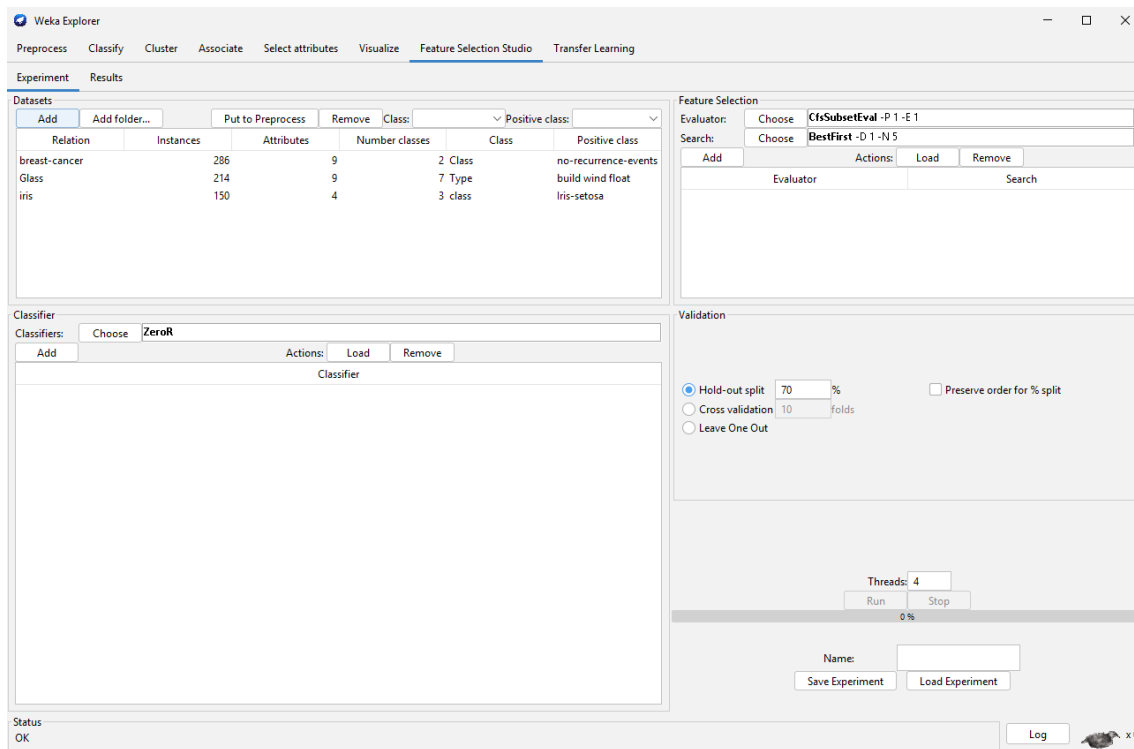 Weka Explorer
Preprocess Classify Cluster Associate Select attributes Visualize Feature Selection Studio Transfer Learning
Experiment Results
Datasets
Add Add folder... Put to Preprocess Remove Class: Positive class:
Relation Instances Attributes Number classes Class Positive class
breast-cancer 286 9 2 Class no-recurrence-events
Glass 214 9 7 Type build wind float
iris 150 4 3 class Iris-setosa
Feature Selection
Evaluator: Choose CfsSubsetEval -P 1 -E 1
Search: Choose BestFirst -D 1 -N 5
Add Actions: Load Remove
Evaluator Search
Classifier
Classifiers: Choose ZeroR
Add Actions: Load Remove
Classifier
Validation
Hold-out split 70 % Preserve order for % split
Cross validation 10 folds
Leave One Out
Threads: 4
Run Stop
0 %
Name:
Save Experiment Load Experiment
Status
OK
Log x